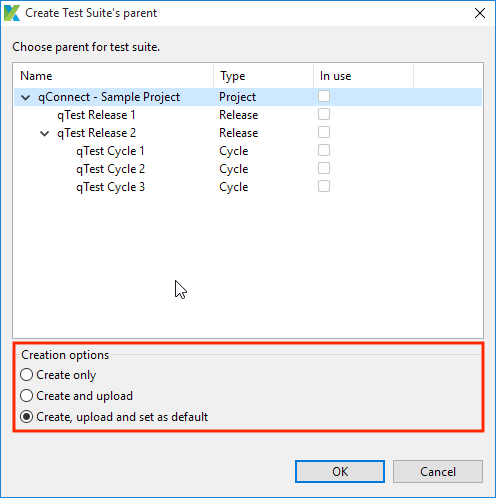 Create Test Suite's parent
Choose parent for test suite.
Name Type In use
qConnect - Sample Project Project
qTest Release 1 Release
qTest Release 2 Release
qTest Cycle 1 Cycle
qTest Cycle 2 Cycle
qTest Cycle 3 Cycle
Creation options
Create only
Create and upload
Create, upload and set as default
OK Cancel